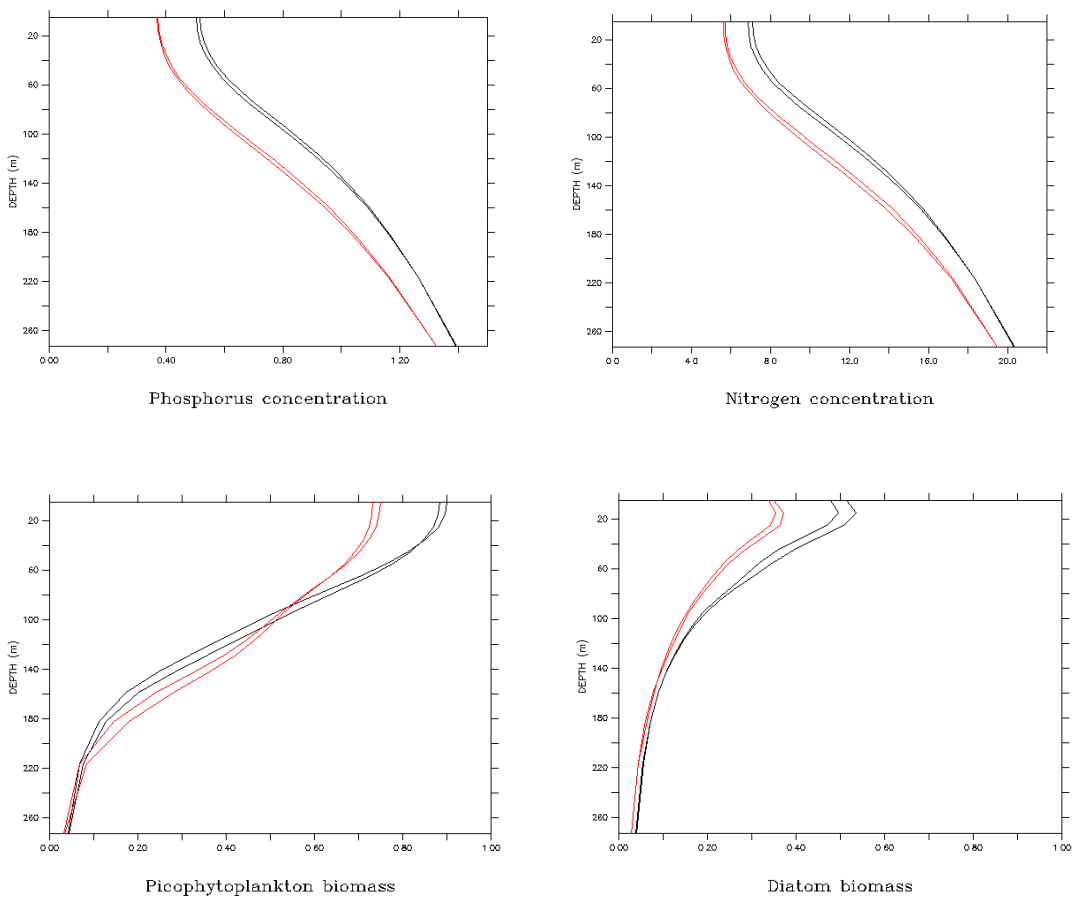 20
60
100
140
180
220
260
DEPTH (m)
0 00 0.40 0.80 1 20
Phosphorus concentration
20
60
100
140
180
220
260
DEPTH (m)
0 0 4 0 8 0 12.0 16.0 20.0
Nitrogen concentration
20
60
100
140
180
220
260
DEPTH (m)
0 00 0 20 0 40 0 60 0 80 1 00
Picophytoplankton biomass
20
60
100
140
180
220
260
DEPTH (m)
0 00 0 20 0 40 0 60 0 80 1 00
Diatom biomass